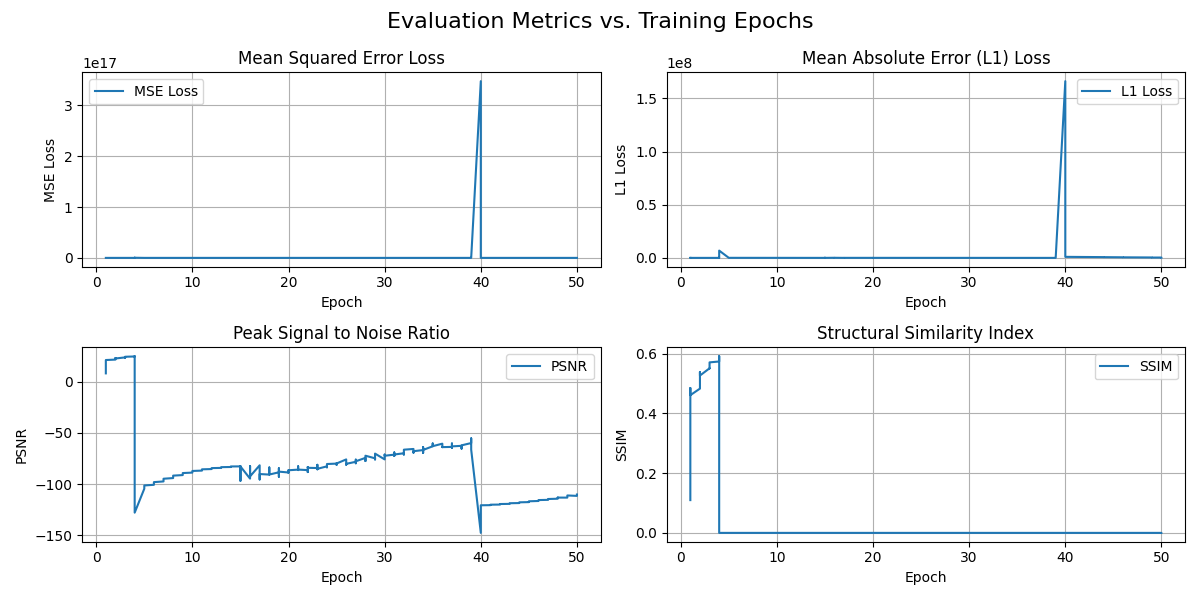 Evaluation Metrics vs. Training Epochs
Mean Squared Error Loss
1e17
MSE Loss
3
2
1
0
MSE Loss
0 10 20 30 40 50
Epoch
Mean Absolute Error (L1) Loss
1e8
L1 Loss
1.5
1.0
0.5
0.0
L1 Loss
0 10 20 30 40 50
Epoch
Peak Signal to Noise Ratio
PSNR
0
−50
−100
−150
PSNR
0 10 20 30 40 50
Epoch
Structural Similarity Index
SSIM
0.6
0.4
0.2
0.0
SSIM
0 10 20 30 40 50
Epoch